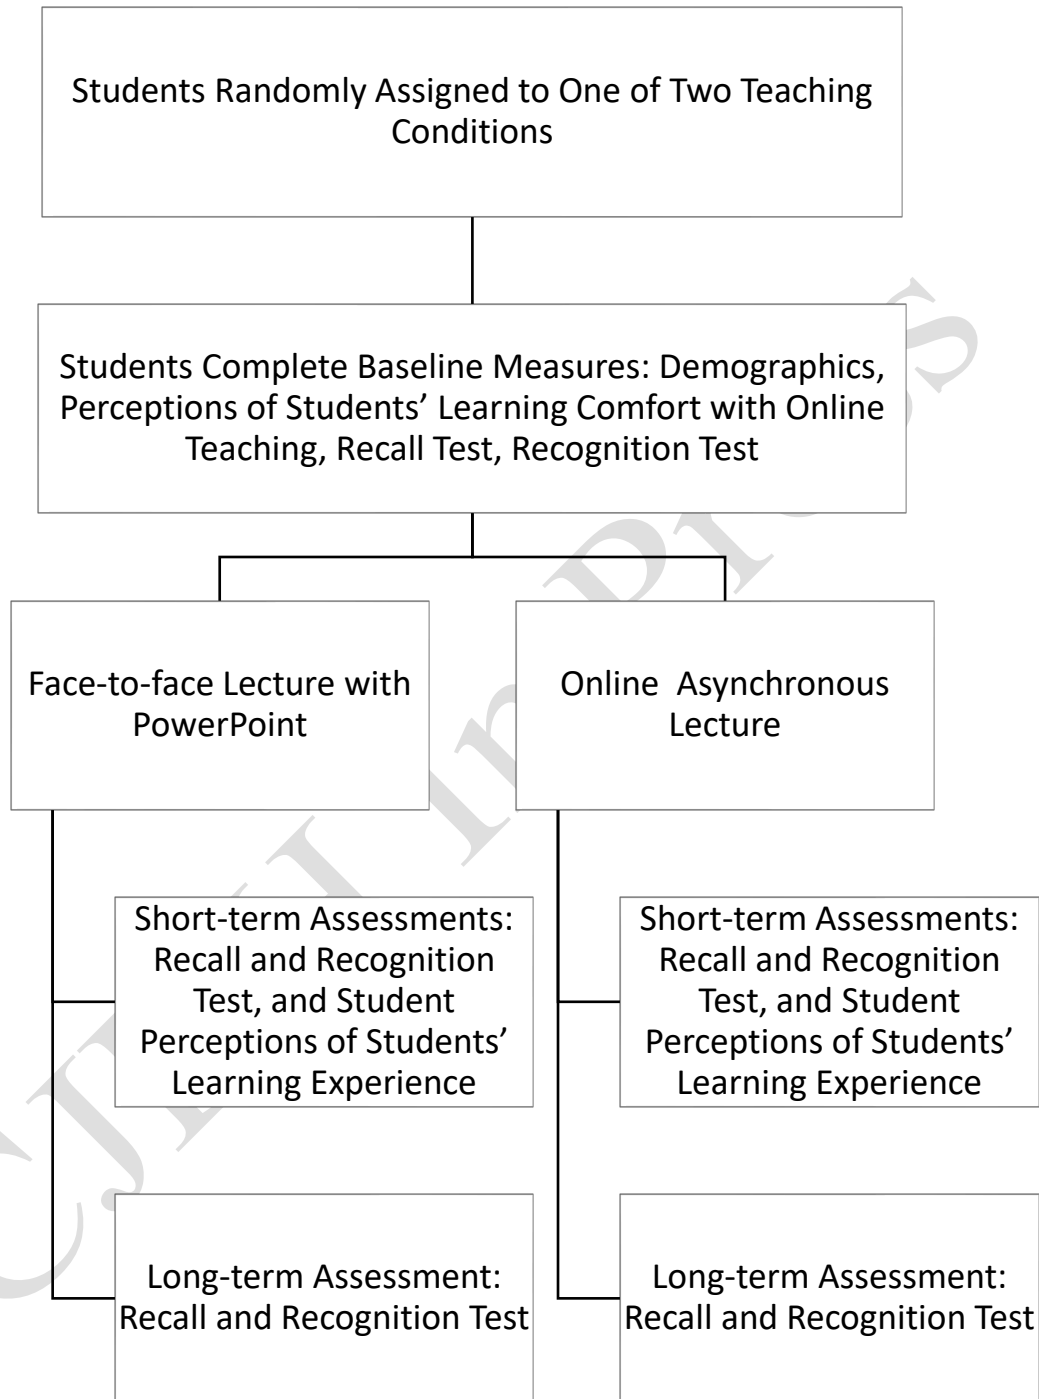 Students Randomly Assigned to One of Two Teaching
Conditions
Students Complete Baseline Measures: Demographics,
Perceptions of Students’ Learning Comfort with Online
Teaching, Recall Test, Recognition Test
Face-to-face Lecture with
PowerPoint
Online  Asynchronous
Lecture
Short-term Assessments:
Recall and Recognition
Test, and Student
Perceptions of Students’
Learning Experience
Short-term Assessments:
Recall and Recognition
Test, and Student
Perceptions of Students’
Learning Experience
Long-term Assessment:
Recall and Recognition Test
Long-term Assessment:
Recall and Recognition Test